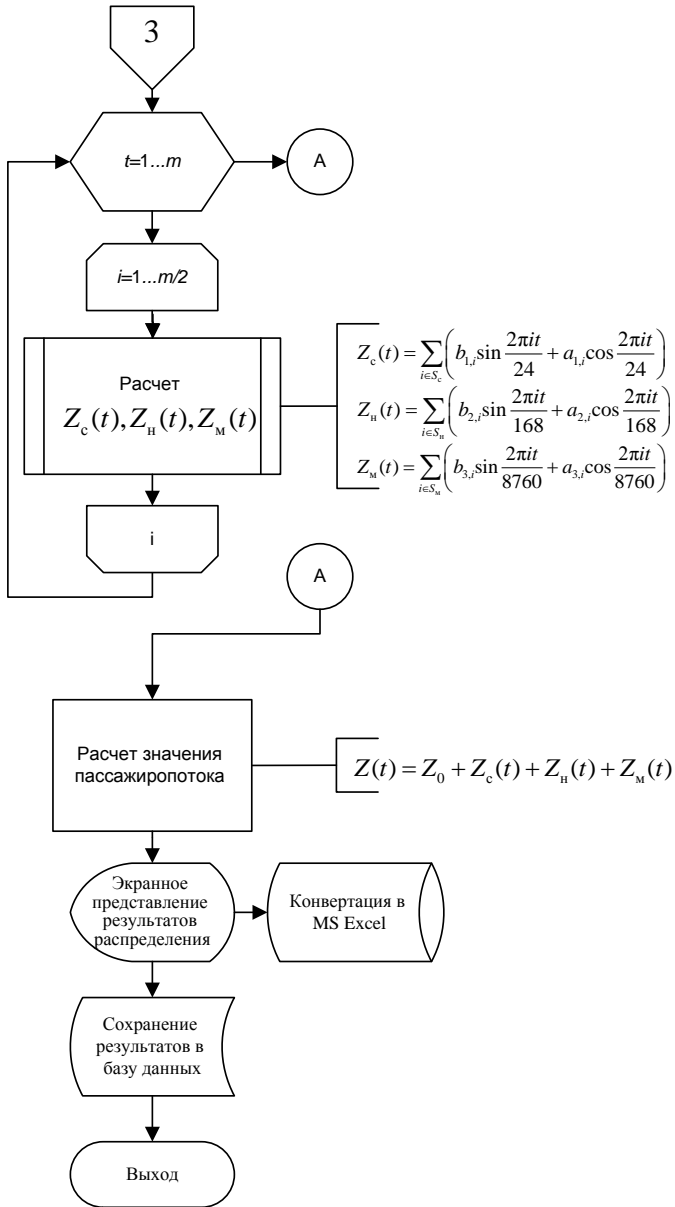 3
t=1...m
A
i=1...m/2
Расчет
Z_с(t), Z_н(t), Z_м(t)
Z_с(t) = ∑_{i∈S_с} (b_{1,i} sin 2πit/24 + a_{1,i} cos 2πit/24)
Z_н(t) = ∑_{i∈S_н} (b_{2,i} sin 2πit/168 + a_{2,i} cos 2πit/168)
Z_м(t) = ∑_{i∈S_м} (b_{3,i} sin 2πit/8760 + a_{3,i} cos 2πit/8760)
i
A
Расчет значения
пассажиропотока
Z(t) = Z_0 + Z_с(t) + Z_н(t) + Z_м(t)
Экранное
представление
результатов
распределения
Конвертация в
MS Excel
Сохранение
результатов в
базу данных
Выход